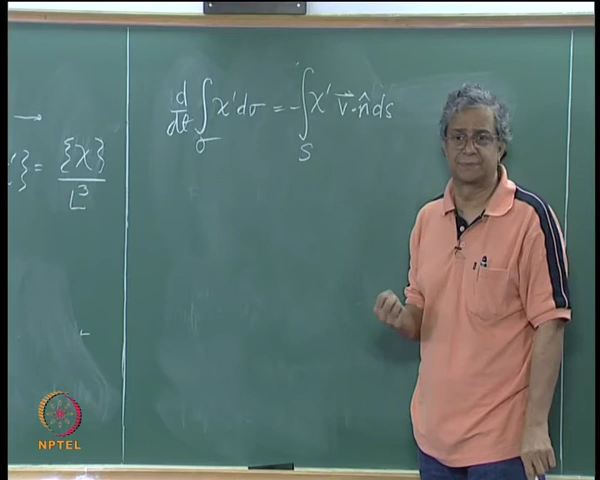 d/dt ∫_σ χ' dσ = - ∫_S χ' v⃗·n̂ ds
'} = {χ}/L³
NPTEL